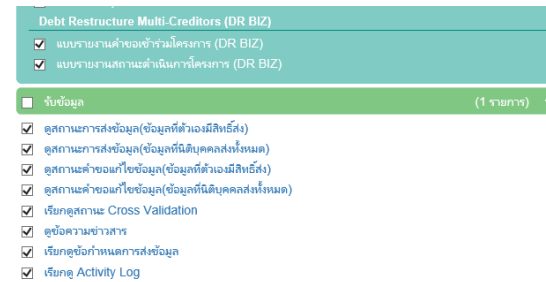 Debt Restructure Multi-Creditors (DR BIZ)
แบบรายงานคำขอเข้าร่วมโครงการ (DR BIZ)
แบบรายงานสถานะดำเนินการโครงการ (DR BIZ)
รับข้อมูล (1 รายการ)
ดูสถานะการส่งข้อมูล(ข้อมูลที่ตัวเองมีสิทธิ์ส่ง)
ดูสถานะการส่งข้อมูล(ข้อมูลที่นิติบุคคลส่งทั้งหมด)
ดูสถานะคำขอแก้ไขข้อมูล(ข้อมูลที่ตัวเองมีสิทธิ์ส่ง)
ดูสถานะคำขอแก้ไขข้อมูล(ข้อมูลที่นิติบุคคลส่งทั้งหมด)
เรียกดูสถานะ Cross Validation
ดูข้อความข่าวสาร
เรียกดูข้อกำหนดการส่งข้อมูล
เรียกดู Activity Log